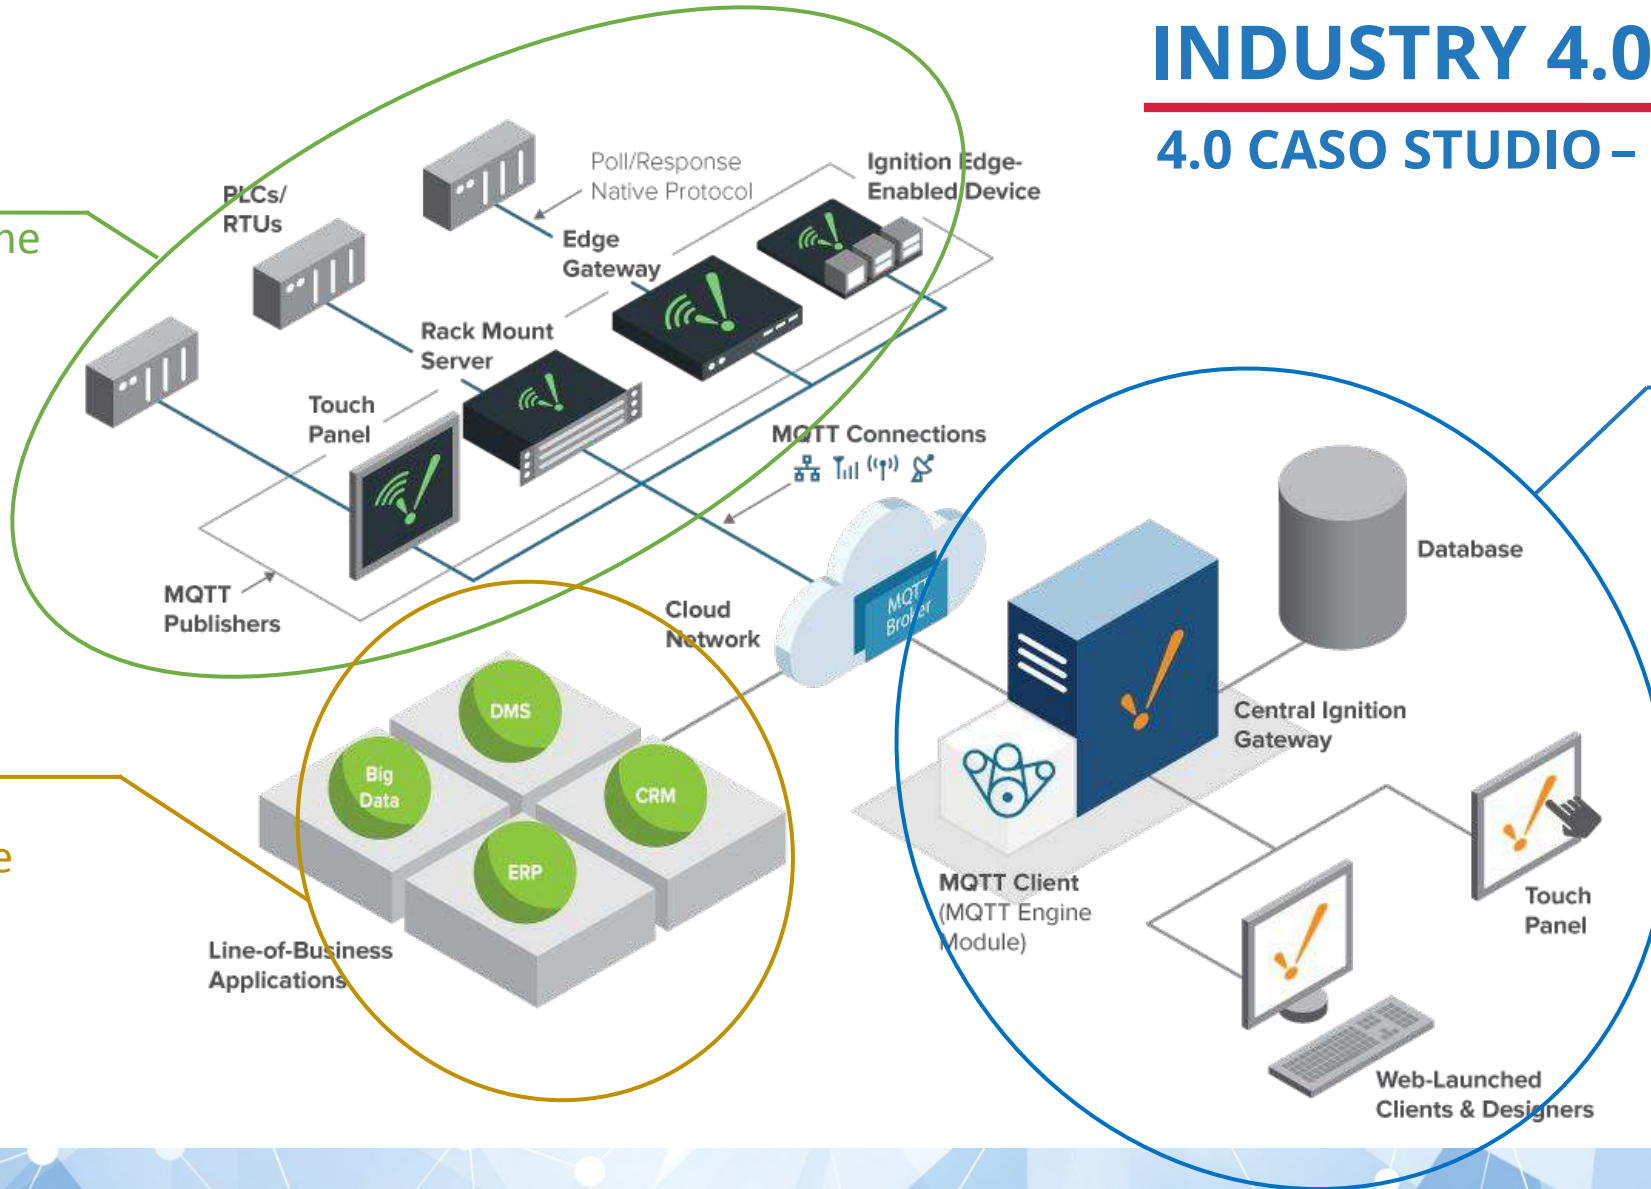 INDUSTRY 4.0
4.0 CASO STUDIO –
Poll/Response
Native Protocol
Ignition Edge-
Enabled Device
PLCs/
RTUs
Edge
Gateway
Rack Mount
Server
Touch
Panel
MQTT Connections
MQTT
Publishers
Cloud
Network
MQTT
Broker
Database
Central Ignition
Gateway
DMS
Big
Data
CRM
ERP
Line-of-Business
Applications
MQTT Client
(MQTT Engine
Module)
Touch
Panel
Web-Launched
Clients & Designers